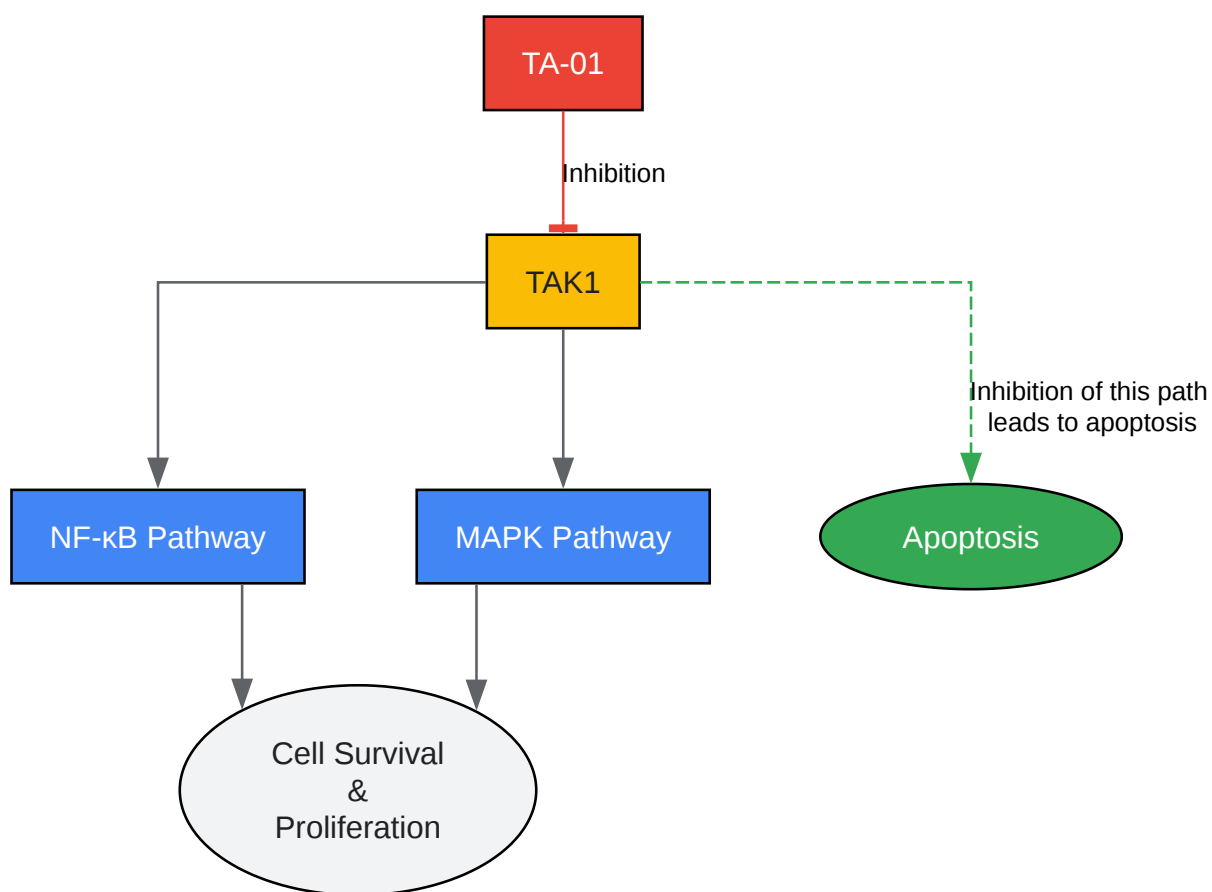 TA-01
Inhibition
TAK1
Inhibition of this path
leads to apoptosis
NF-κB Pathway
MAPK Pathway
Apoptosis
Cell Survival
&
Proliferation